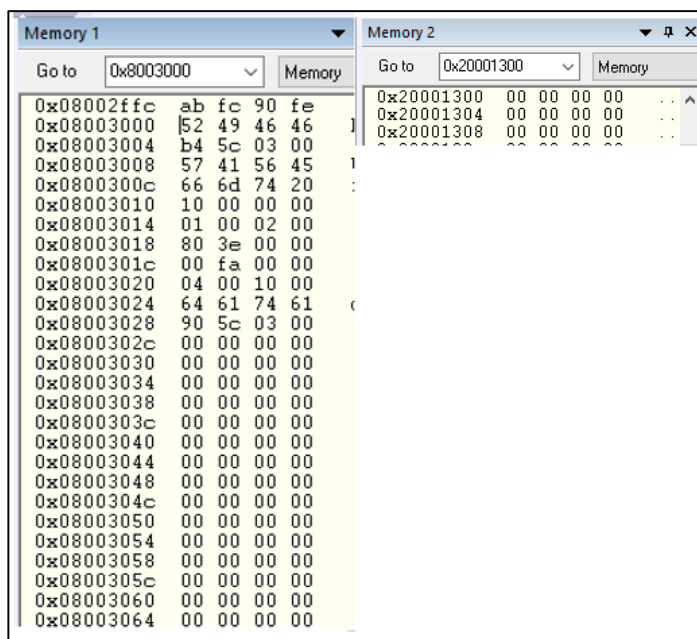 Memory 1
Go to 0x8003000 Memory
0x08002ffc ab fc 90 fe
0x08003000 52 49 46 46
0x08003004 b4 5c 03 00
0x08003008 57 41 56 45
0x0800300c 66 6d 74 20
0x08003010 10 00 00 00
0x08003014 01 00 02 00
0x08003018 80 3e 00 00
0x0800301c 00 fa 00 00
0x08003020 04 00 10 00
0x08003024 64 61 74 61
0x08003028 90 5c 03 00
0x0800302c 00 00 00 00
0x08003030 00 00 00 00
0x08003034 00 00 00 00
0x08003038 00 00 00 00
0x0800303c 00 00 00 00
0x08003040 00 00 00 00
0x08003044 00 00 00 00
0x08003048 00 00 00 00
0x0800304c 00 00 00 00
0x08003050 00 00 00 00
0x08003054 00 00 00 00
0x08003058 00 00 00 00
0x0800305c 00 00 00 00
0x08003060 00 00 00 00
0x08003064 00 00 00 00
Memory 2
Go to 0x20001300 Memory
0x20001300 00 00 00 00 ..
0x20001304 00 00 00 00 ..
0x20001308 00 00 00 00 ..